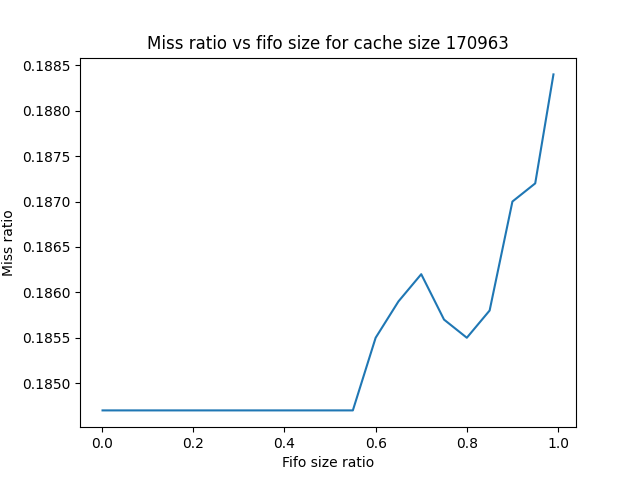 Miss ratio vs fifo size for cache size 170963
0.1885
0.1880
0.1875
0.1870
0.1865
0.1860
0.1855
0.1850
Miss ratio
0.0 0.2 0.4 0.6 0.8 1.0
Fifo size ratio